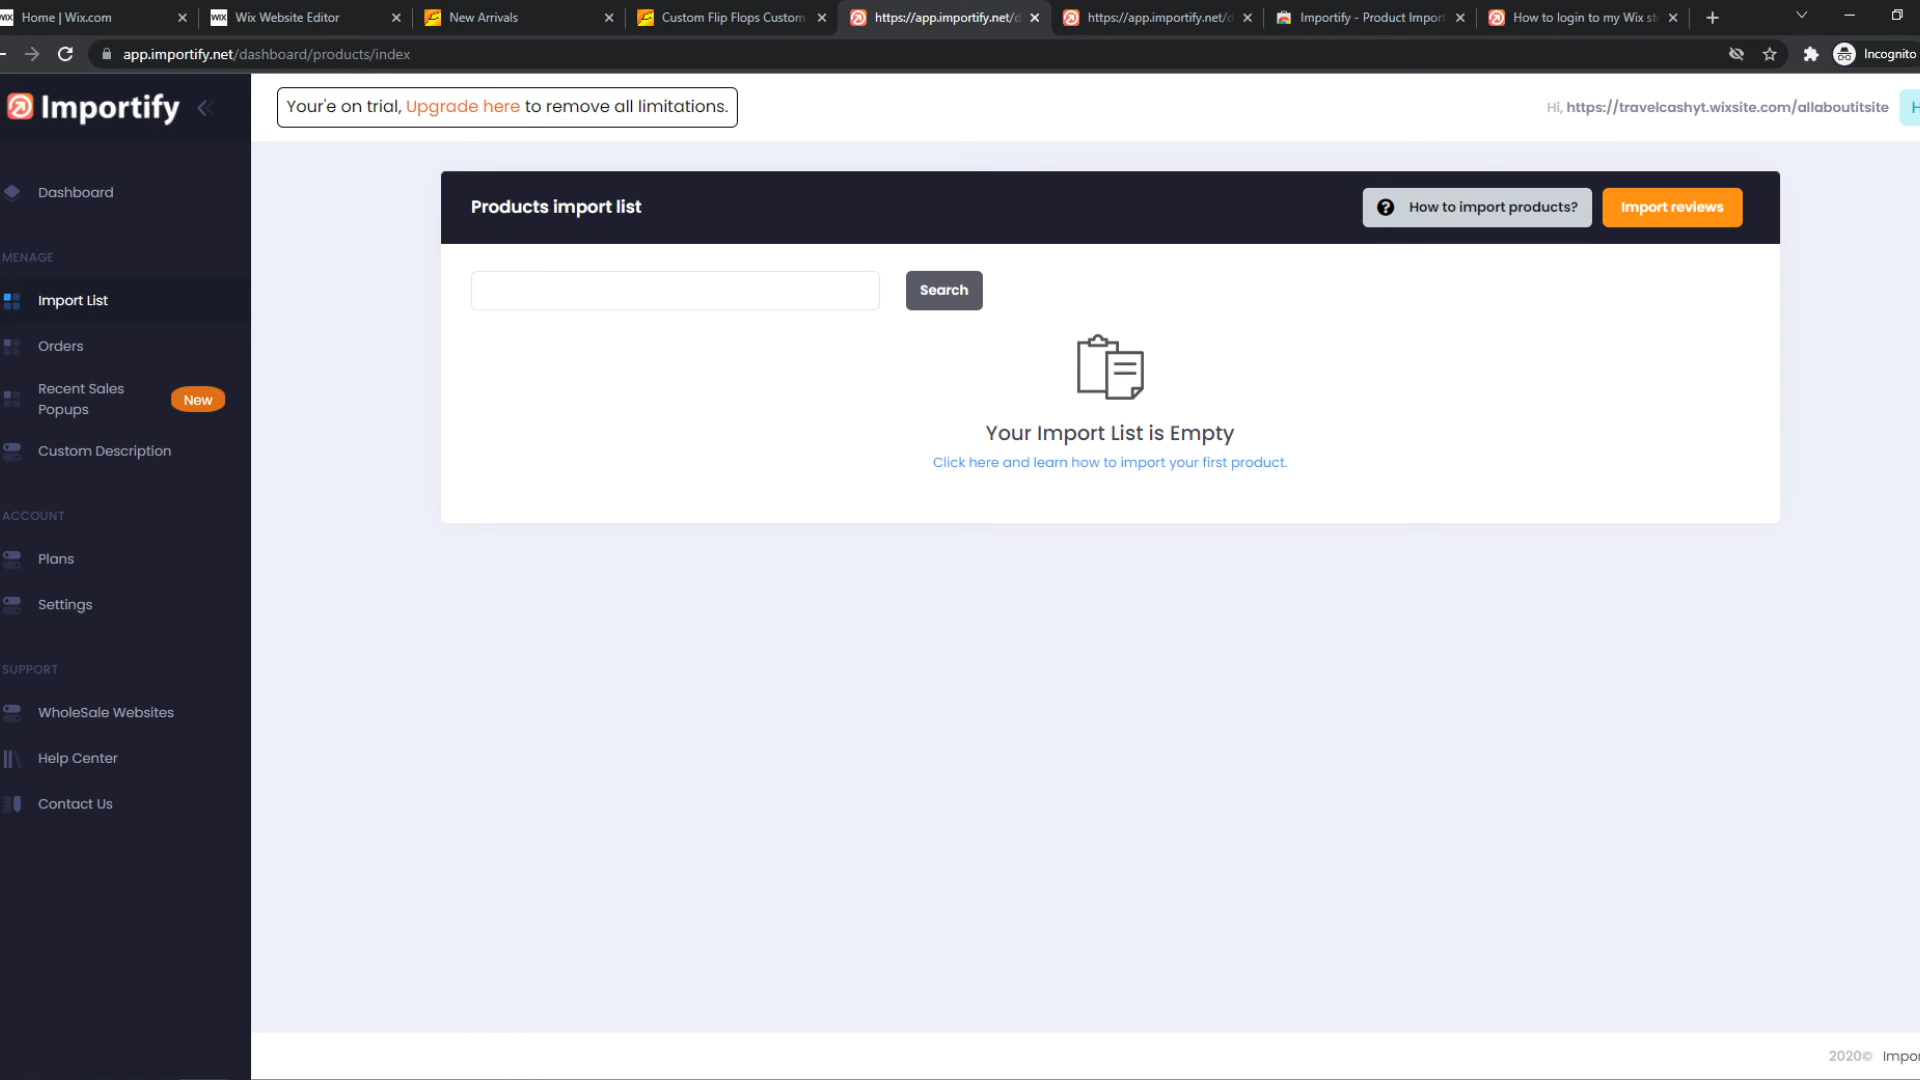 WIX Home | Wix.com
WIX Wix Website Editor
New Arrivals
Custom Flip Flops Custom
https://app.importify.net/d
https://app.importify.net/d
Importify - Product Import
How to login to my Wix st
app.importify.net/dashboard/products/index
Incognito
Importify
Your'e on trial, Upgrade here to remove all limitations.
Hi, https://travelcashyt.wixsite.com/allaboutitsite
H
Dashboard
MENAGE
Import List
Orders
Recent Sales
Popups
New
Custom Description
ACCOUNT
Plans
Settings
SUPPORT
WholeSale Websites
Help Center
Contact Us
Products import list
How to import products?
Import reviews
Search
Your Import List is Empty
Click here and learn how to import your first product.
2020© Impor